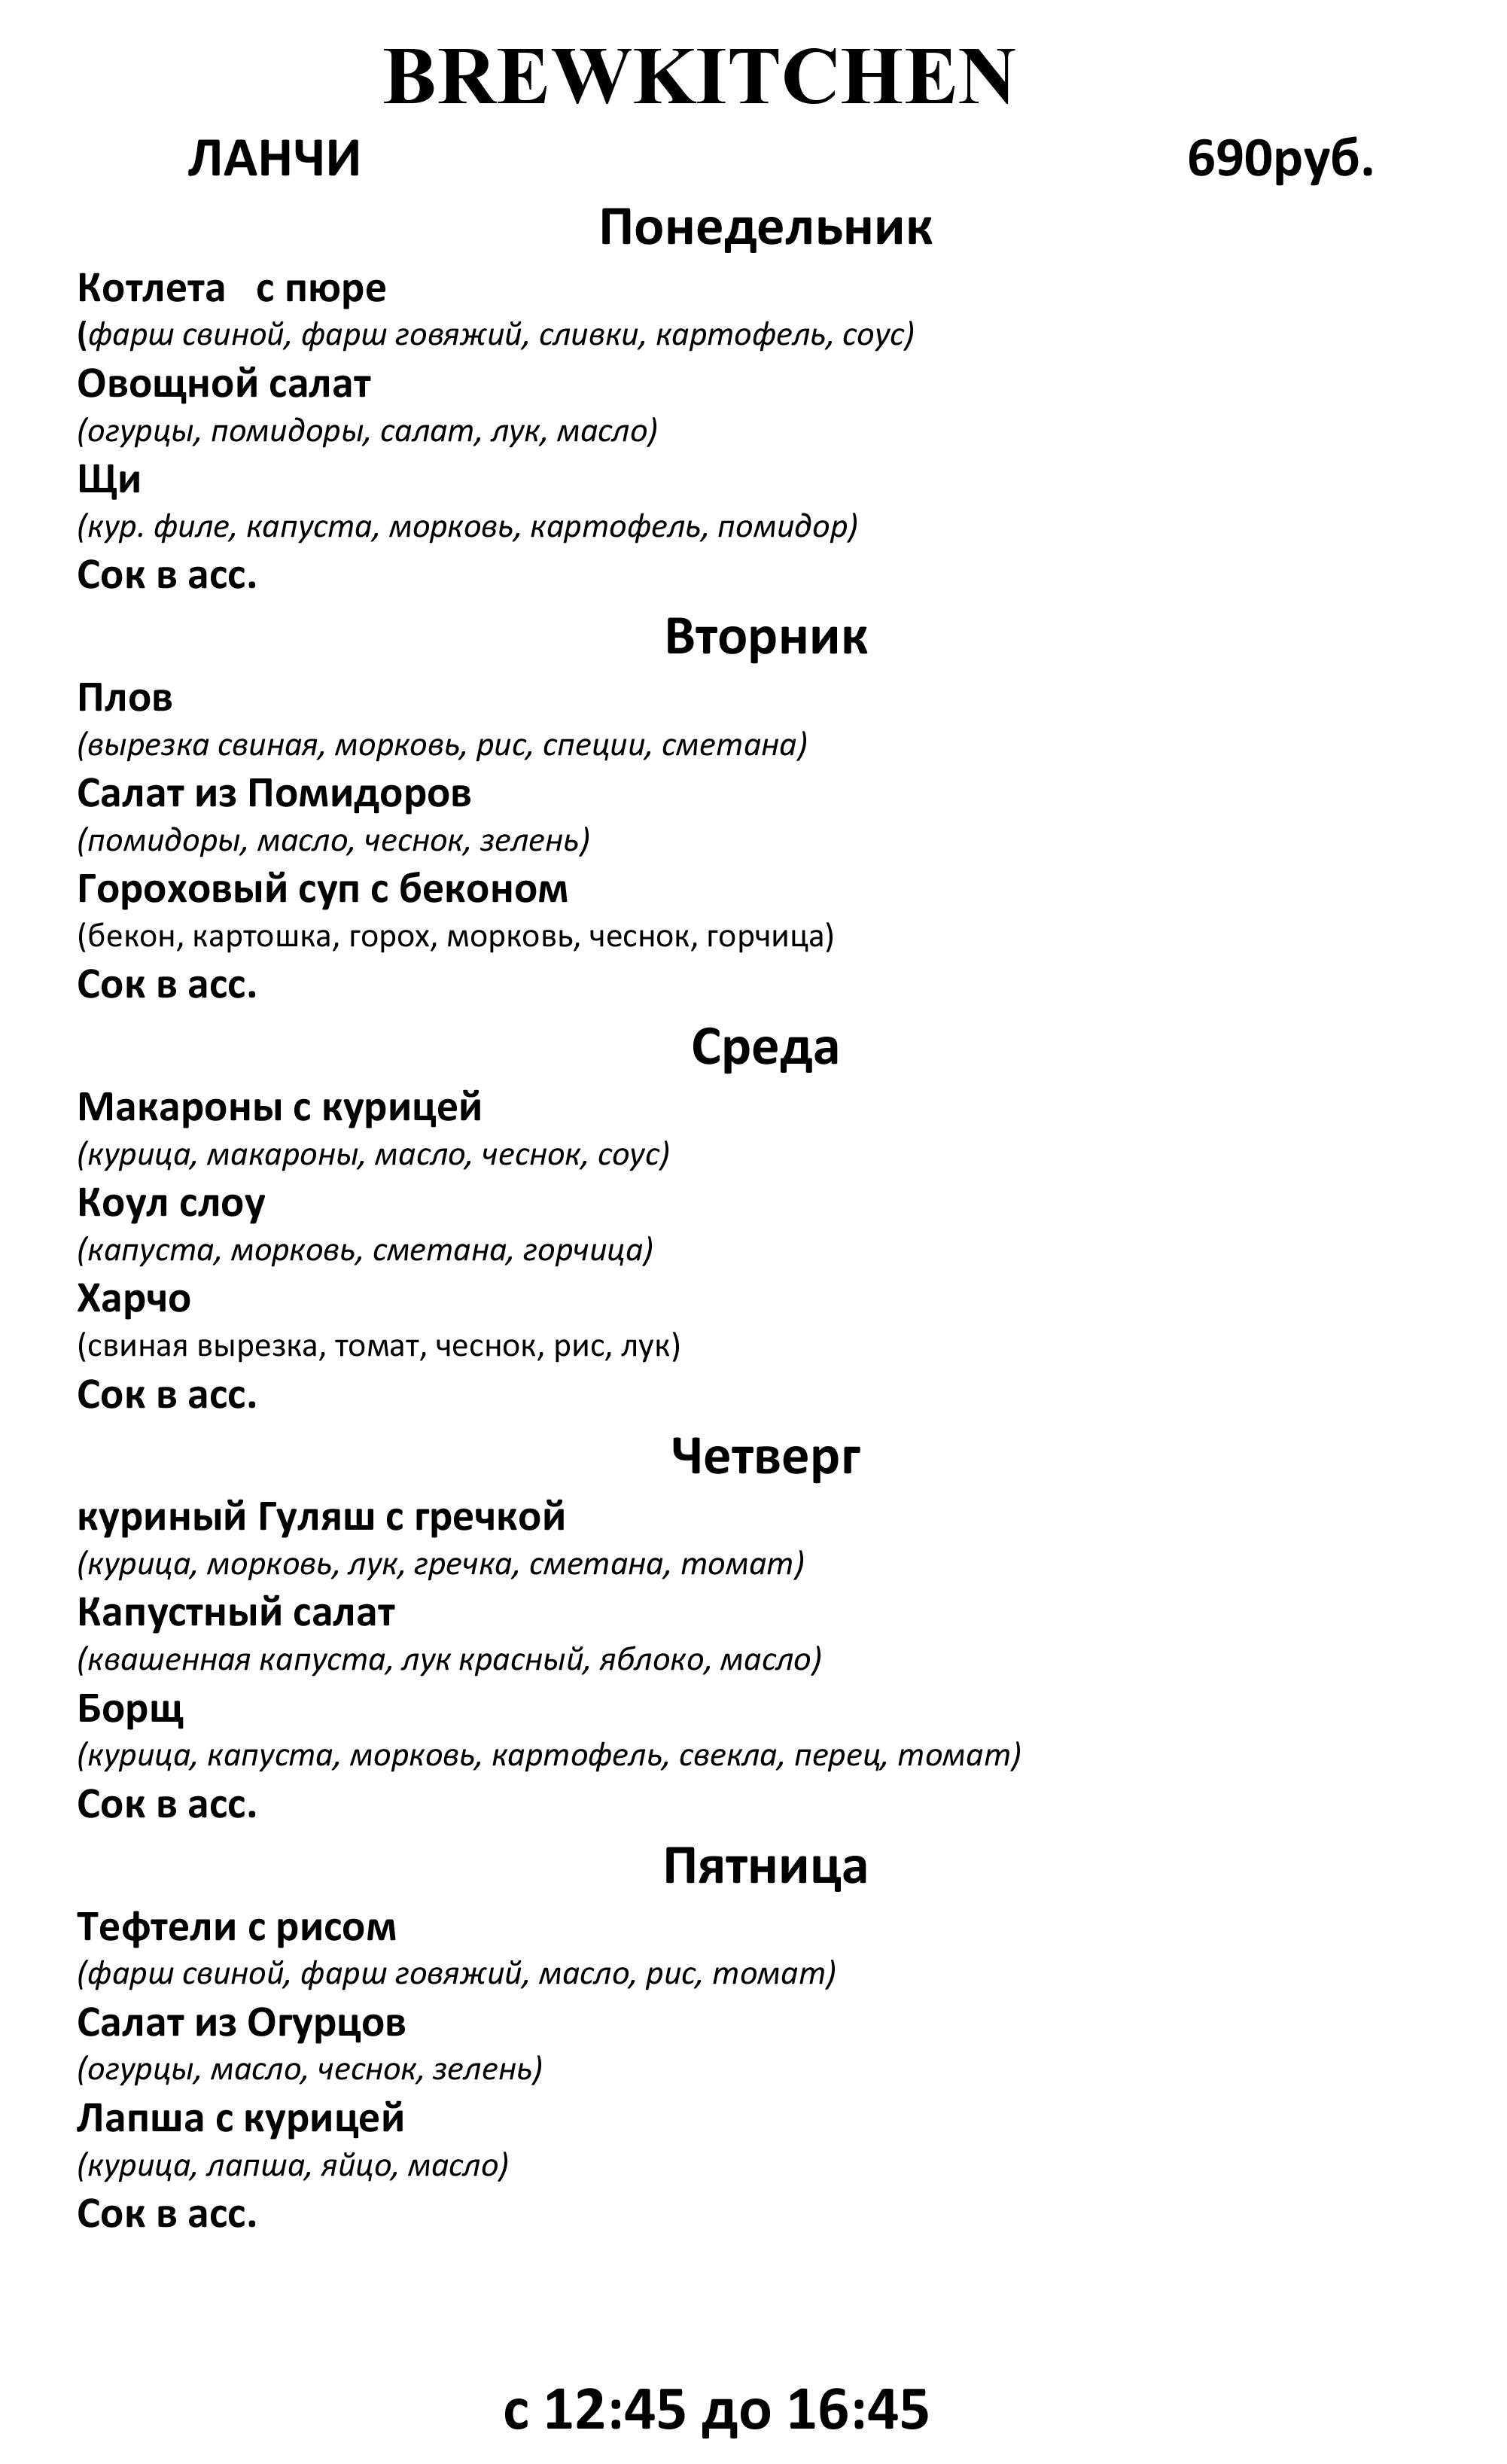 BREWKITCHEN
ЛАНЧИ 690руб.
Понедельник
Котлета с пюре
(фарш свиной, фарш говяжий, сливки, картофель, соус)
Овощной салат
(огурцы, помидоры, салат, лук, масло)
Щи
(кур. филе, капуста, морковь, картофель, помидор)
Сок в асс.
Вторник
Плов
(вырезка свиная, морковь, рис, специи, сметана)
Салат из Помидоров
(помидоры, масло, чеснок, зелень)
Гороховый суп с беконом
(бекон, картошка, горох, морковь, чеснок, горчица)
Сок в асс.
Среда
Макароны с курицей
(курица, макароны, масло, чеснок, соус)
Коул слоу
(капуста, морковь, сметана, горчица)
Харчо
(свиная вырезка, томат, чеснок, рис, лук)
Сок в асс.
Четверг
куриный Гуляш с гречкой
(курица, морковь, лук, гречка, сметана, томат)
Капустный салат
(квашенная капуста, лук красный, яблоко, масло)
Борщ
(курица, капуста, морковь, картофель, свекла, перец, томат)
Сок в асс.
Пятница
Тефтели с рисом
(фарш свиной, фарш говяжий, масло, рис, томат)
Салат из Огурцов
(огурцы, масло, чеснок, зелень)
Лапша с курицей
(курица, лапша, яйцо, масло)
Сок в асс.
с 12:45 до 16:45